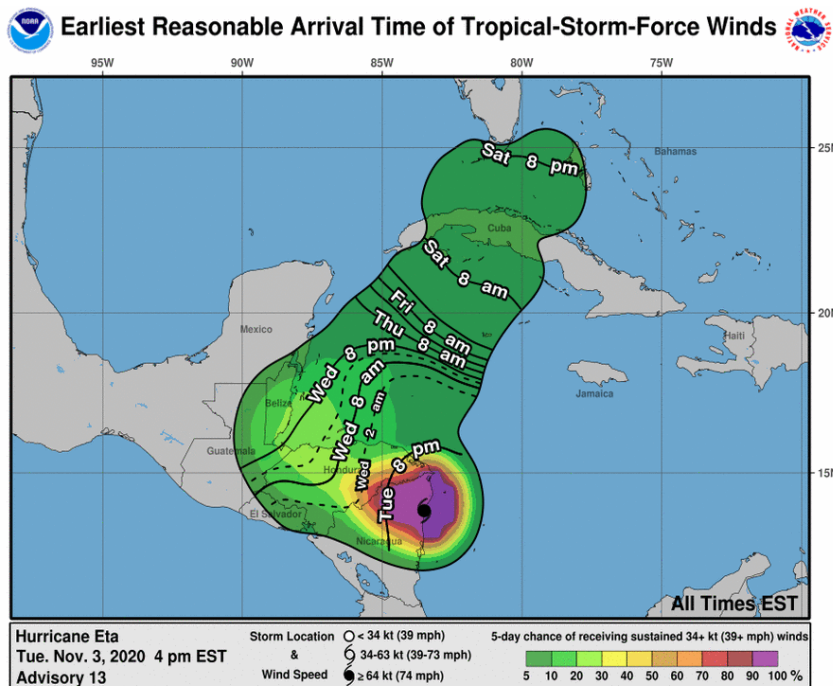 NOAA
Earliest Reasonable Arrival Time of Tropical-Storm-Force Winds
NATIONAL WEATHER SERVICE
95W 90W 85W 80W 75W
Sat 8 pm
25N
Bahamas
Cuba
Sat 8 am
Fri 8 am
20N
Thu 8 am
Mexico
Haiti
Wed 8 pm
Jamaica
Wed 8 am
Belize
Wed 2 am
Guatemala
Tue 8 pm
Hondura
15N
El Salvador
Nicaragua
All Times EST
Hurricane Eta
Tue. Nov. 3, 2020 4 pm EST
Advisory 13
Storm Location
&
Wind Speed
< 34 kt (39 mph)
34-63 kt (39-73 mph)
≥ 64 kt (74 mph)
5-day chance of receiving sustained 34+ kt (39+ mph) winds
5 10 20 30 40 50 60 70 80 90 100 %